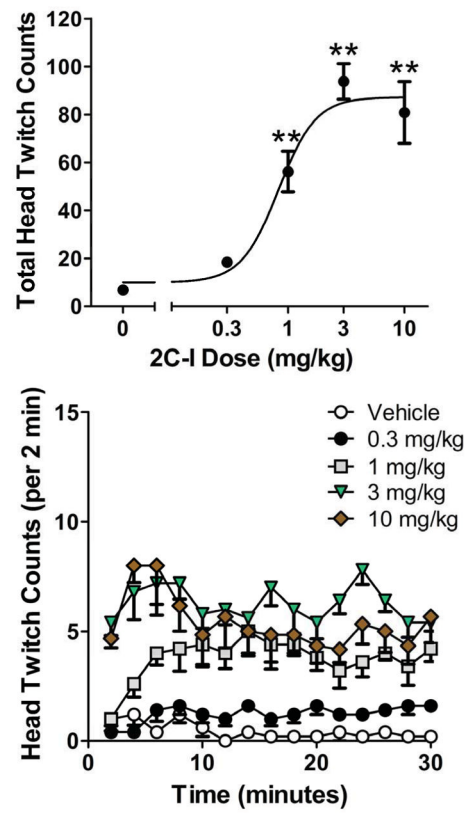 120
100
80
60
40
20
0
Total Head Twitch Counts
**
**
**
0 0.3 1 3 10
2C-I Dose (mg/kg)
15
10
5
0
Head Twitch Counts (per 2 min)
Vehicle
0.3 mg/kg
1 mg/kg
3 mg/kg
10 mg/kg
0 10 20 30
Time (minutes)